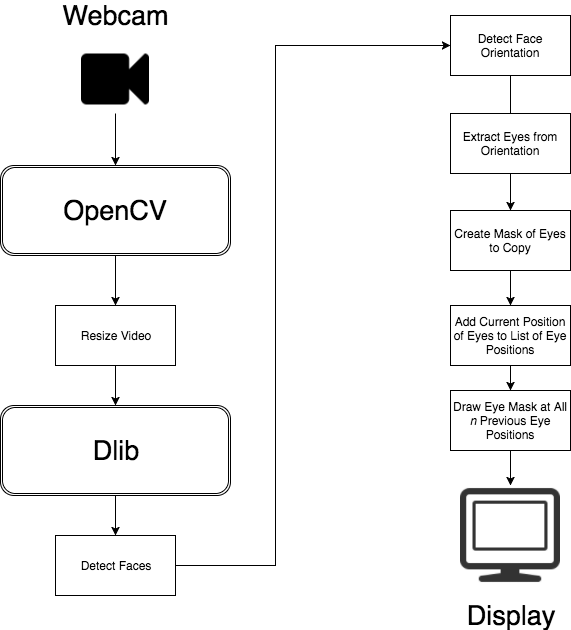 Webcam
OpenCV
Resize Video
Dlib
Detect Faces
Detect Face
Orientation
Extract Eyes from
Orientation
Create Mask of Eyes
to Copy
Add Current Position
of Eyes to List of Eye
Positions
Draw Eye Mask at All
n Previous Eye
Positions
Display